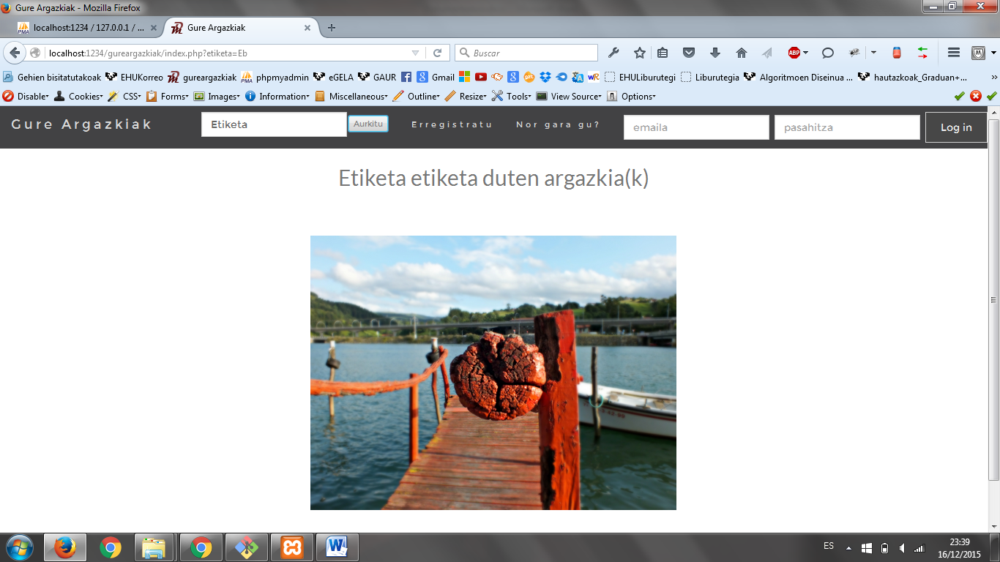 Gure Argazkiak - Mozilla Firefox
localhost:1234 / 127.0.0.1 / ... Gure Argazkiak
localhost:1234/gureargazkiak/index.php?etiketa=Eb Buscar ABP
Gehien bisitatutakoak EHUKorreo gureargazkiak phpmyadmin eGELA GAUR Gmail EHULiburutegi Liburutegia Algoritmoen Diseinua ... hautazkoak_Graduan+...
Disable Cookies CSS Forms Images Information Miscellaneous Outline Resize Tools View Source Options
Gure Argazkiak Etiketa Aurkitu Erregistratu Nor gara gu? emaila pasahitza Log in
Etiketa etiketa duten argazkia(k)
ES 23:39
16/12/2015